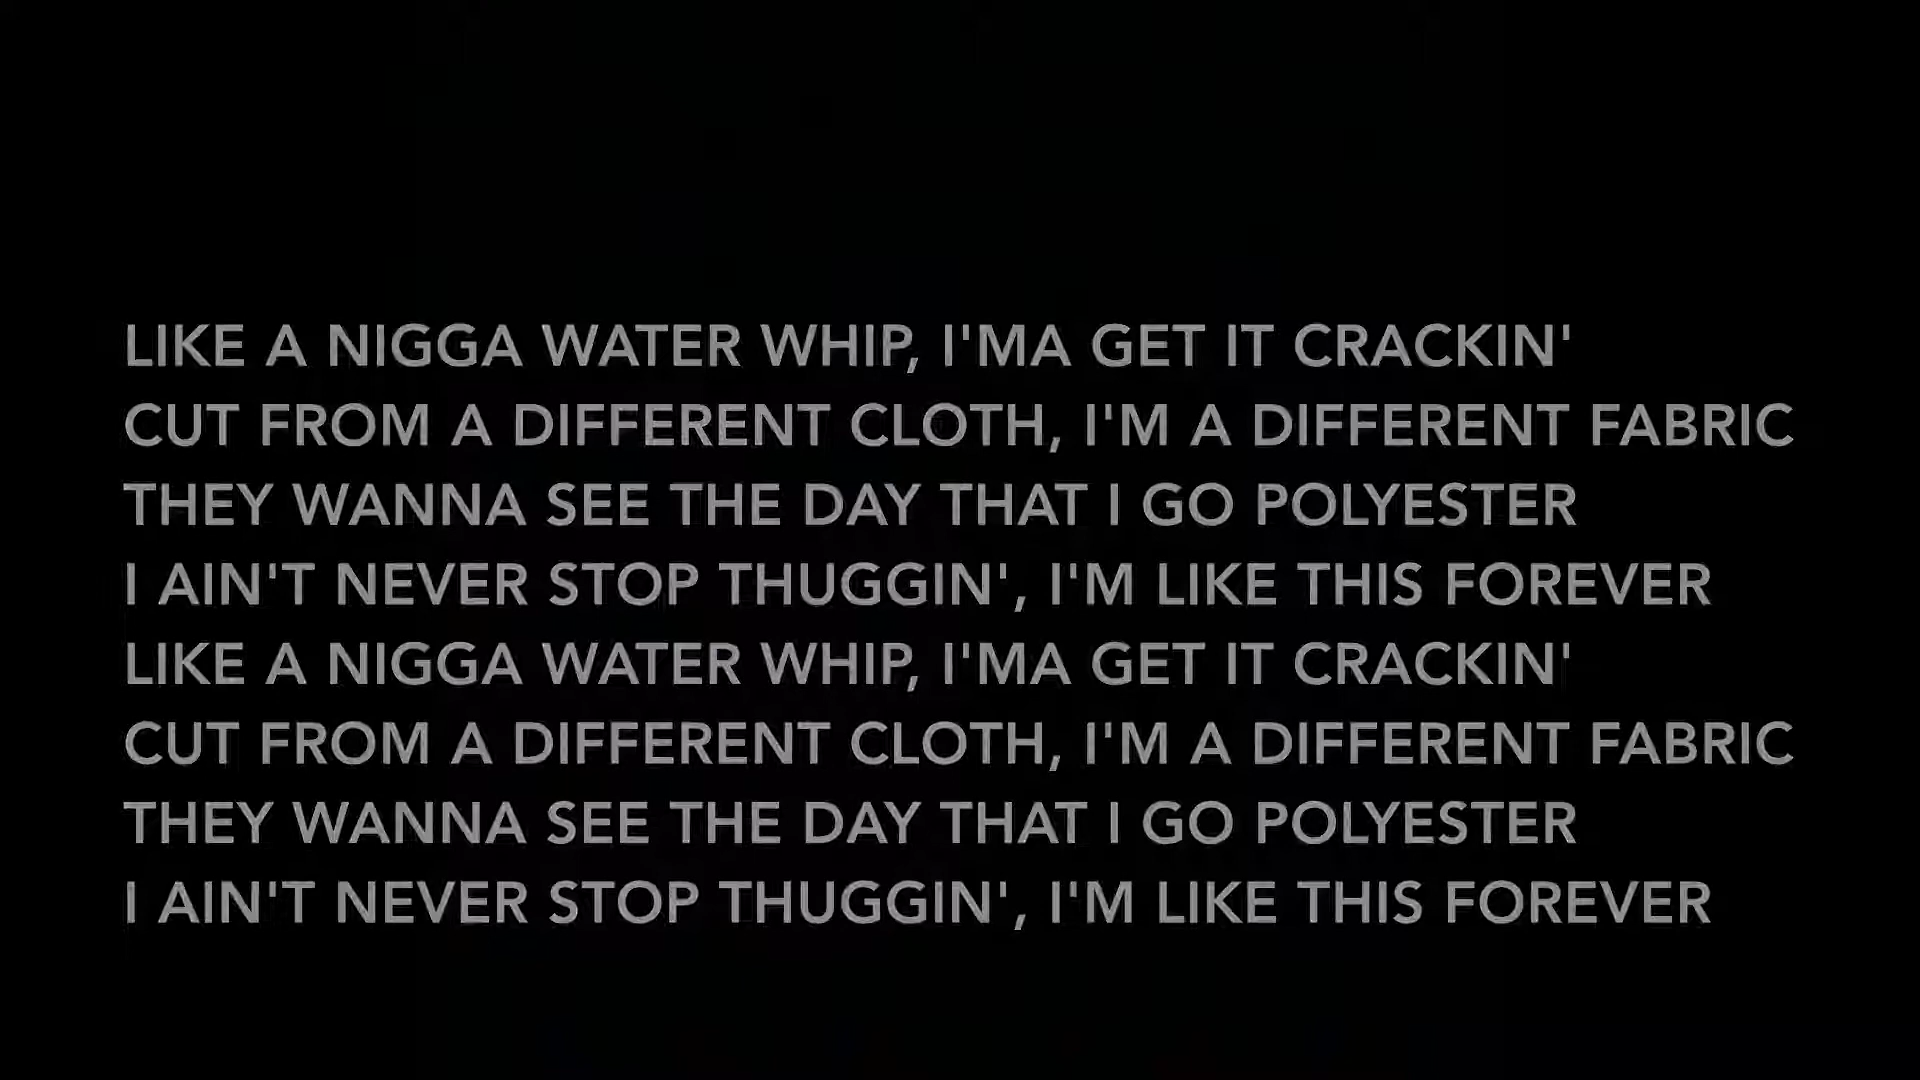 LIKE A NIGGA WATER WHIP, I'MA GET IT CRACKIN'
CUT FROM A DIFFERENT CLOTH, I'M A DIFFERENT FABRIC
THEY WANNA SEE THE DAY THAT I GO POLYESTER
I AIN'T NEVER STOP THUGGIN', I'M LIKE THIS FOREVER
LIKE A NIGGA WATER WHIP, I'MA GET IT CRACKIN'
CUT FROM A DIFFERENT CLOTH, I'M A DIFFERENT FABRIC
THEY WANNA SEE THE DAY THAT I GO POLYESTER
I AIN'T NEVER STOP THUGGIN', I'M LIKE THIS FOREVER